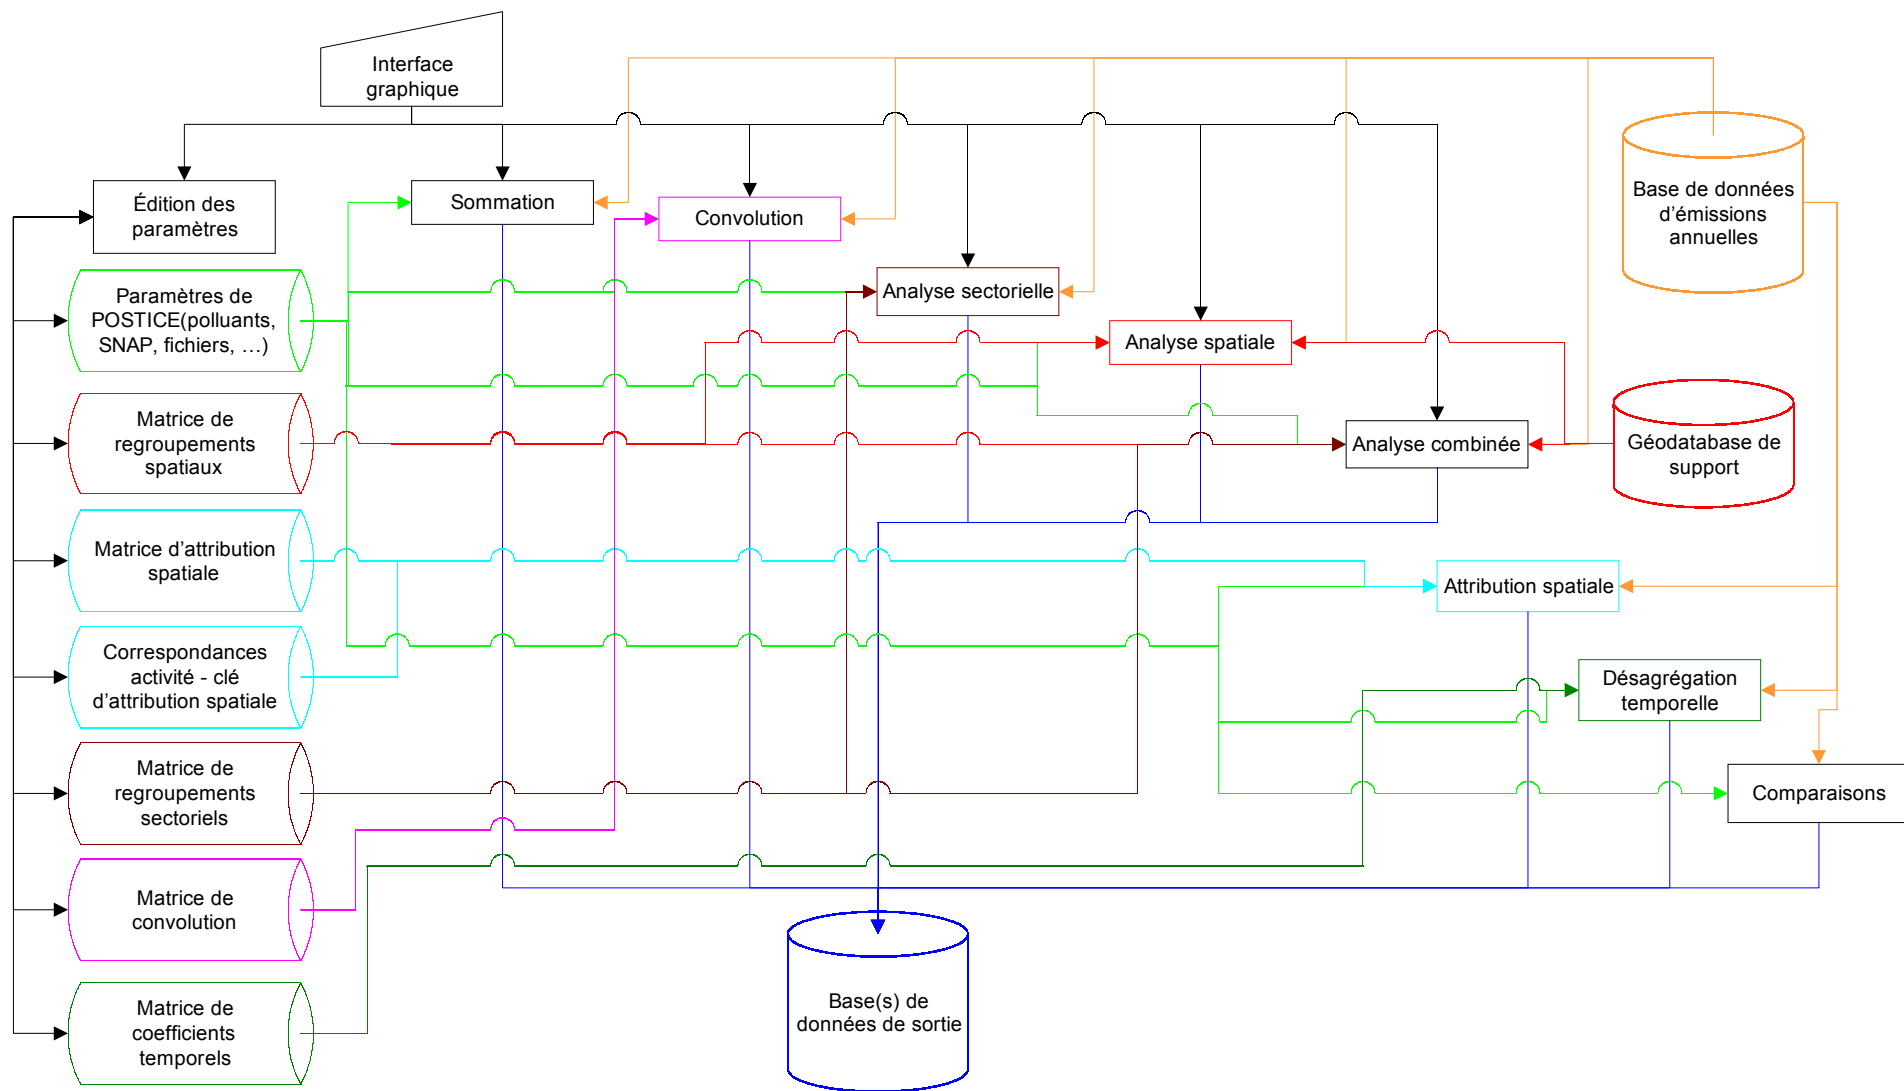 Interface
graphique
Édition des
paramètres
Sommation
Convolution
Analyse sectorielle
Analyse spatiale
Analyse combinée
Base de données
d’émissions
annuelles
Paramètres de
POSTICE(polluants,
SNAP, fichiers, …)
Matrice de
regroupements
spatiaux
Géodatabase de
support
Matrice d’attribution
spatiale
Attribution spatiale
Correspondances
activité - clé
d’attribution spatiale
Désagrégation
temporelle
Matrice de
regroupements
sectoriels
Comparaisons
Matrice de
convolution
Matrice de
coefficients
temporels
Base(s) de
données de sortie